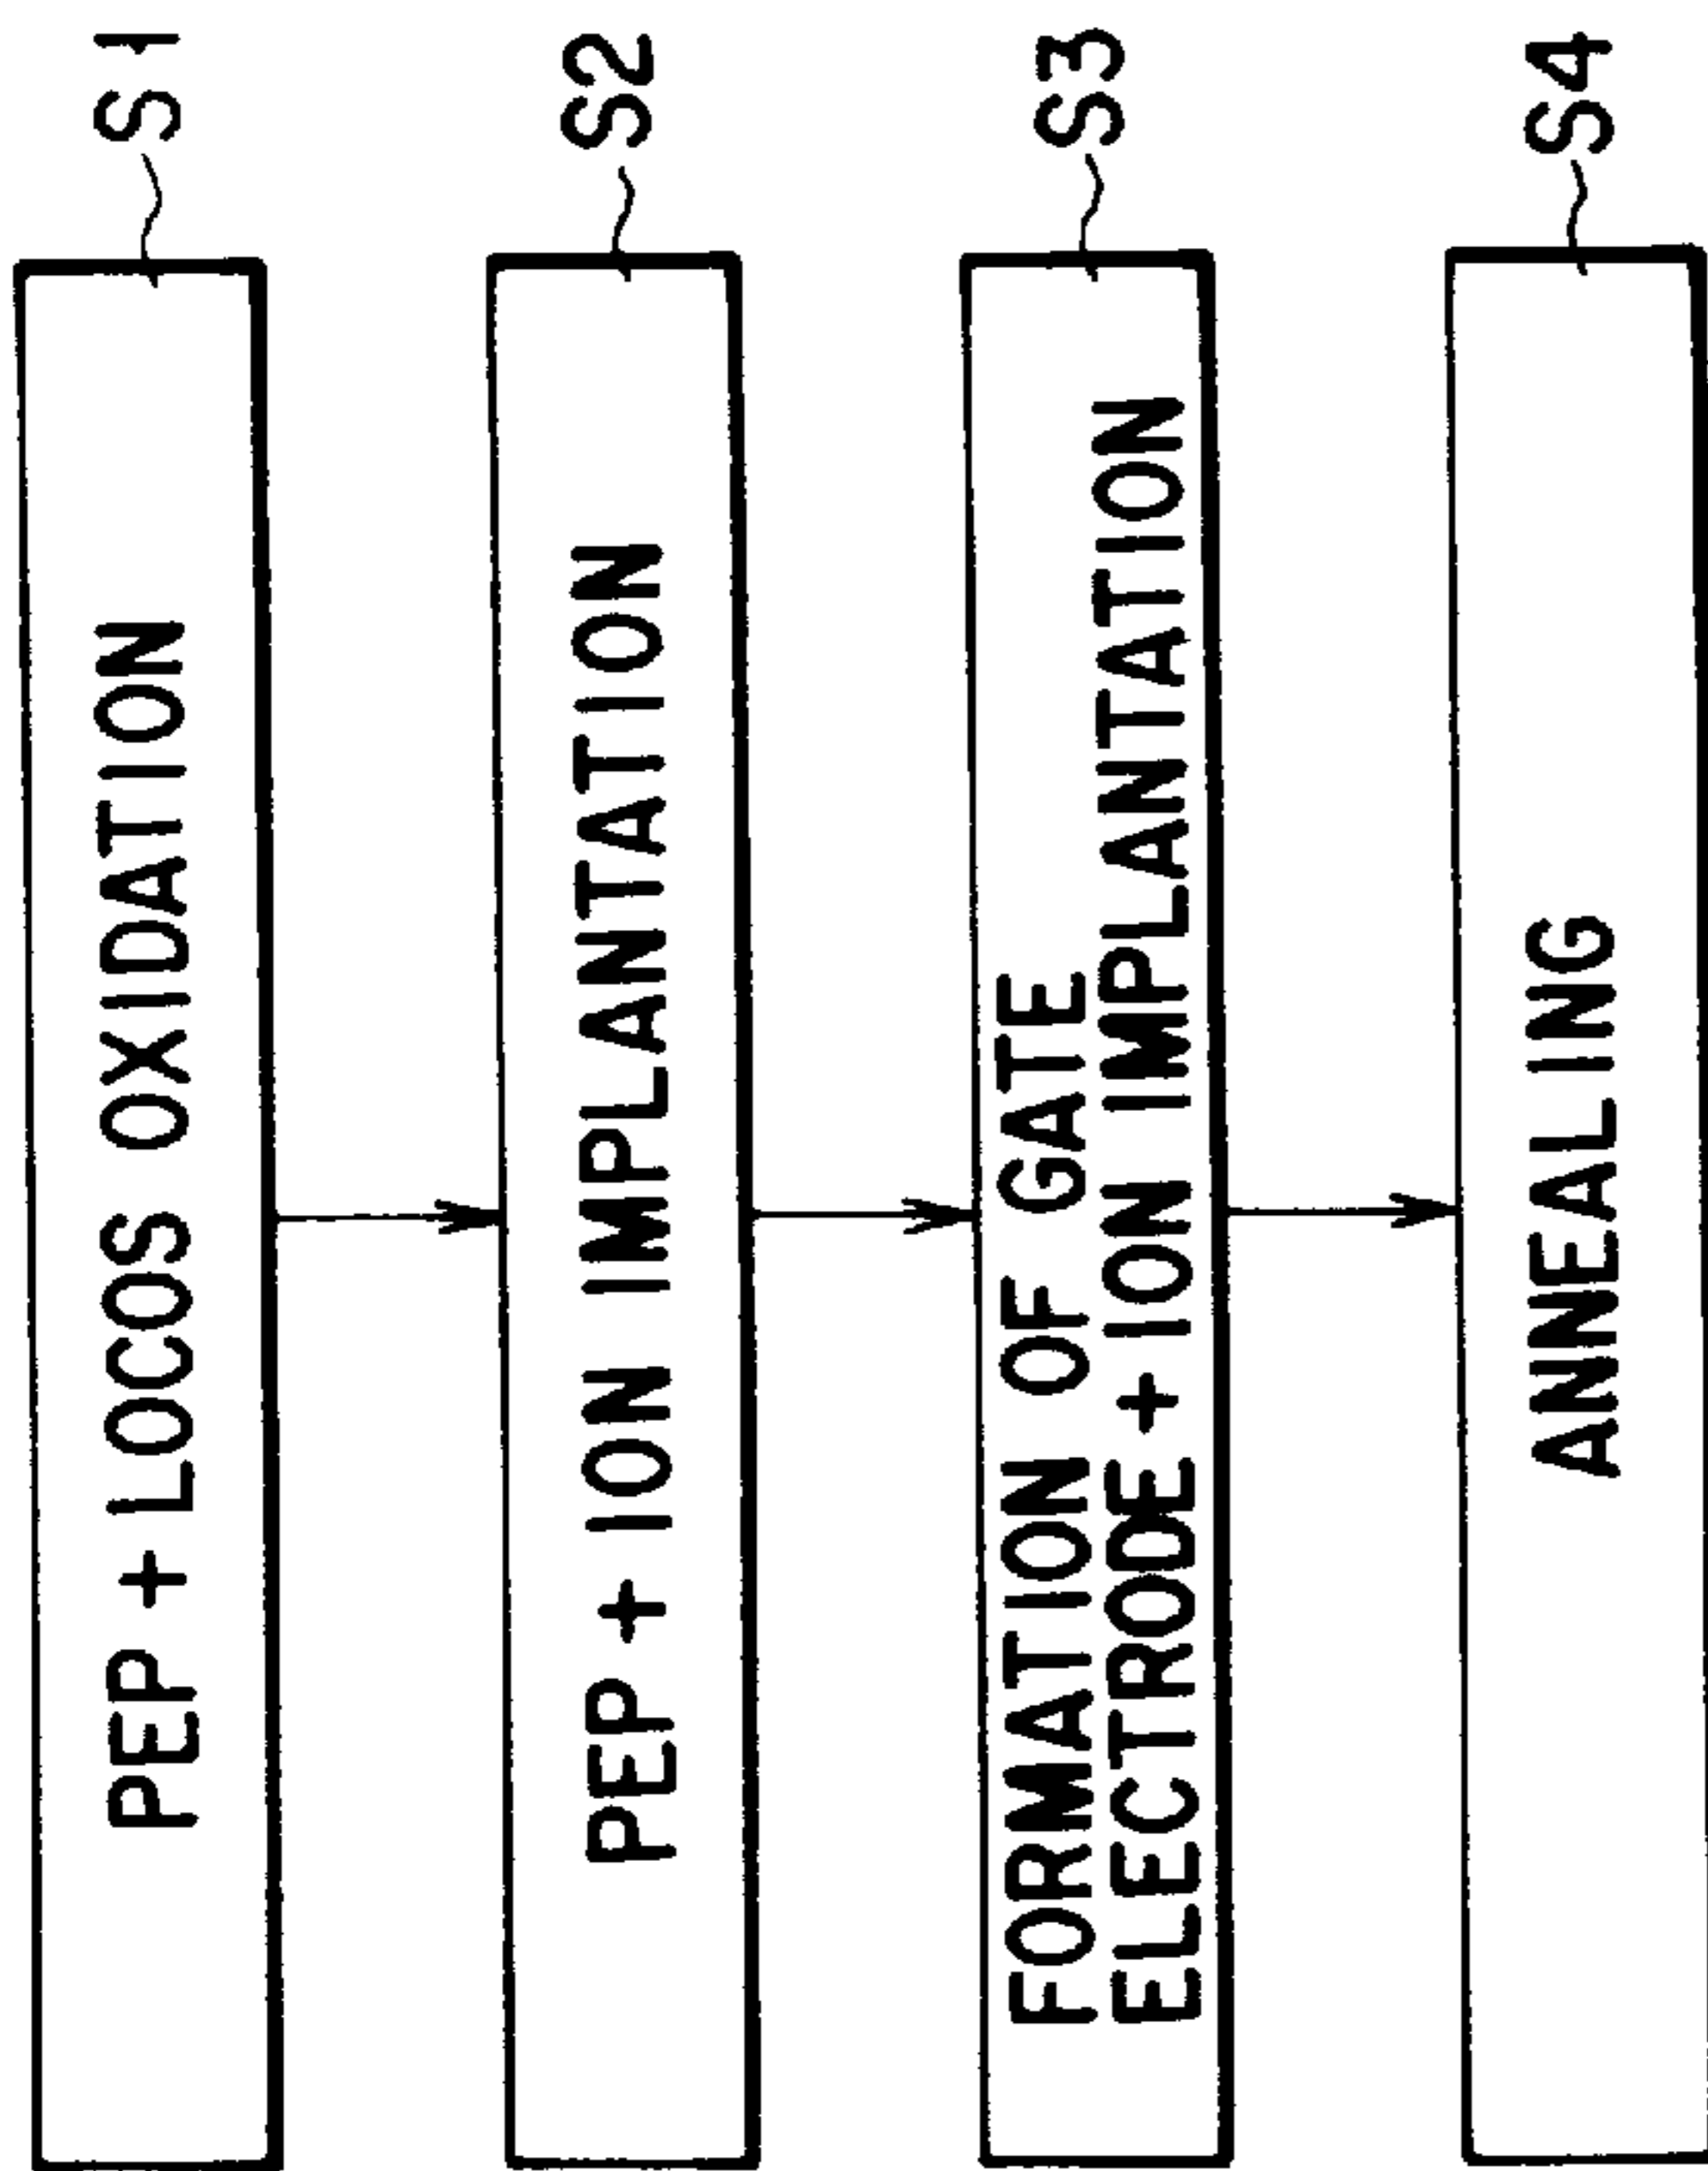 PEP + LOCOS OXIDATION
S1
PEP + ION IMPLANTATION
S2
FORMATION OF GATE
ELECTRODE + ION IMPLANTATION
S3
ANNEALING
S4